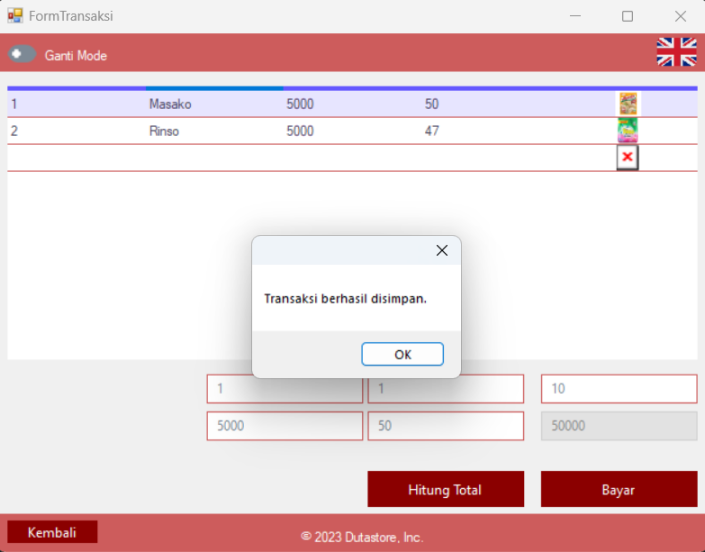 FormTransaksi
Ganti Mode
1 Masako 5000 50
2 Rinso 5000 47
Transaksi berhasil disimpan.
OK
1 1 10
5000 50 50000
Hitung Total Bayar
Kembali
© 2023 Dutastore, Inc.